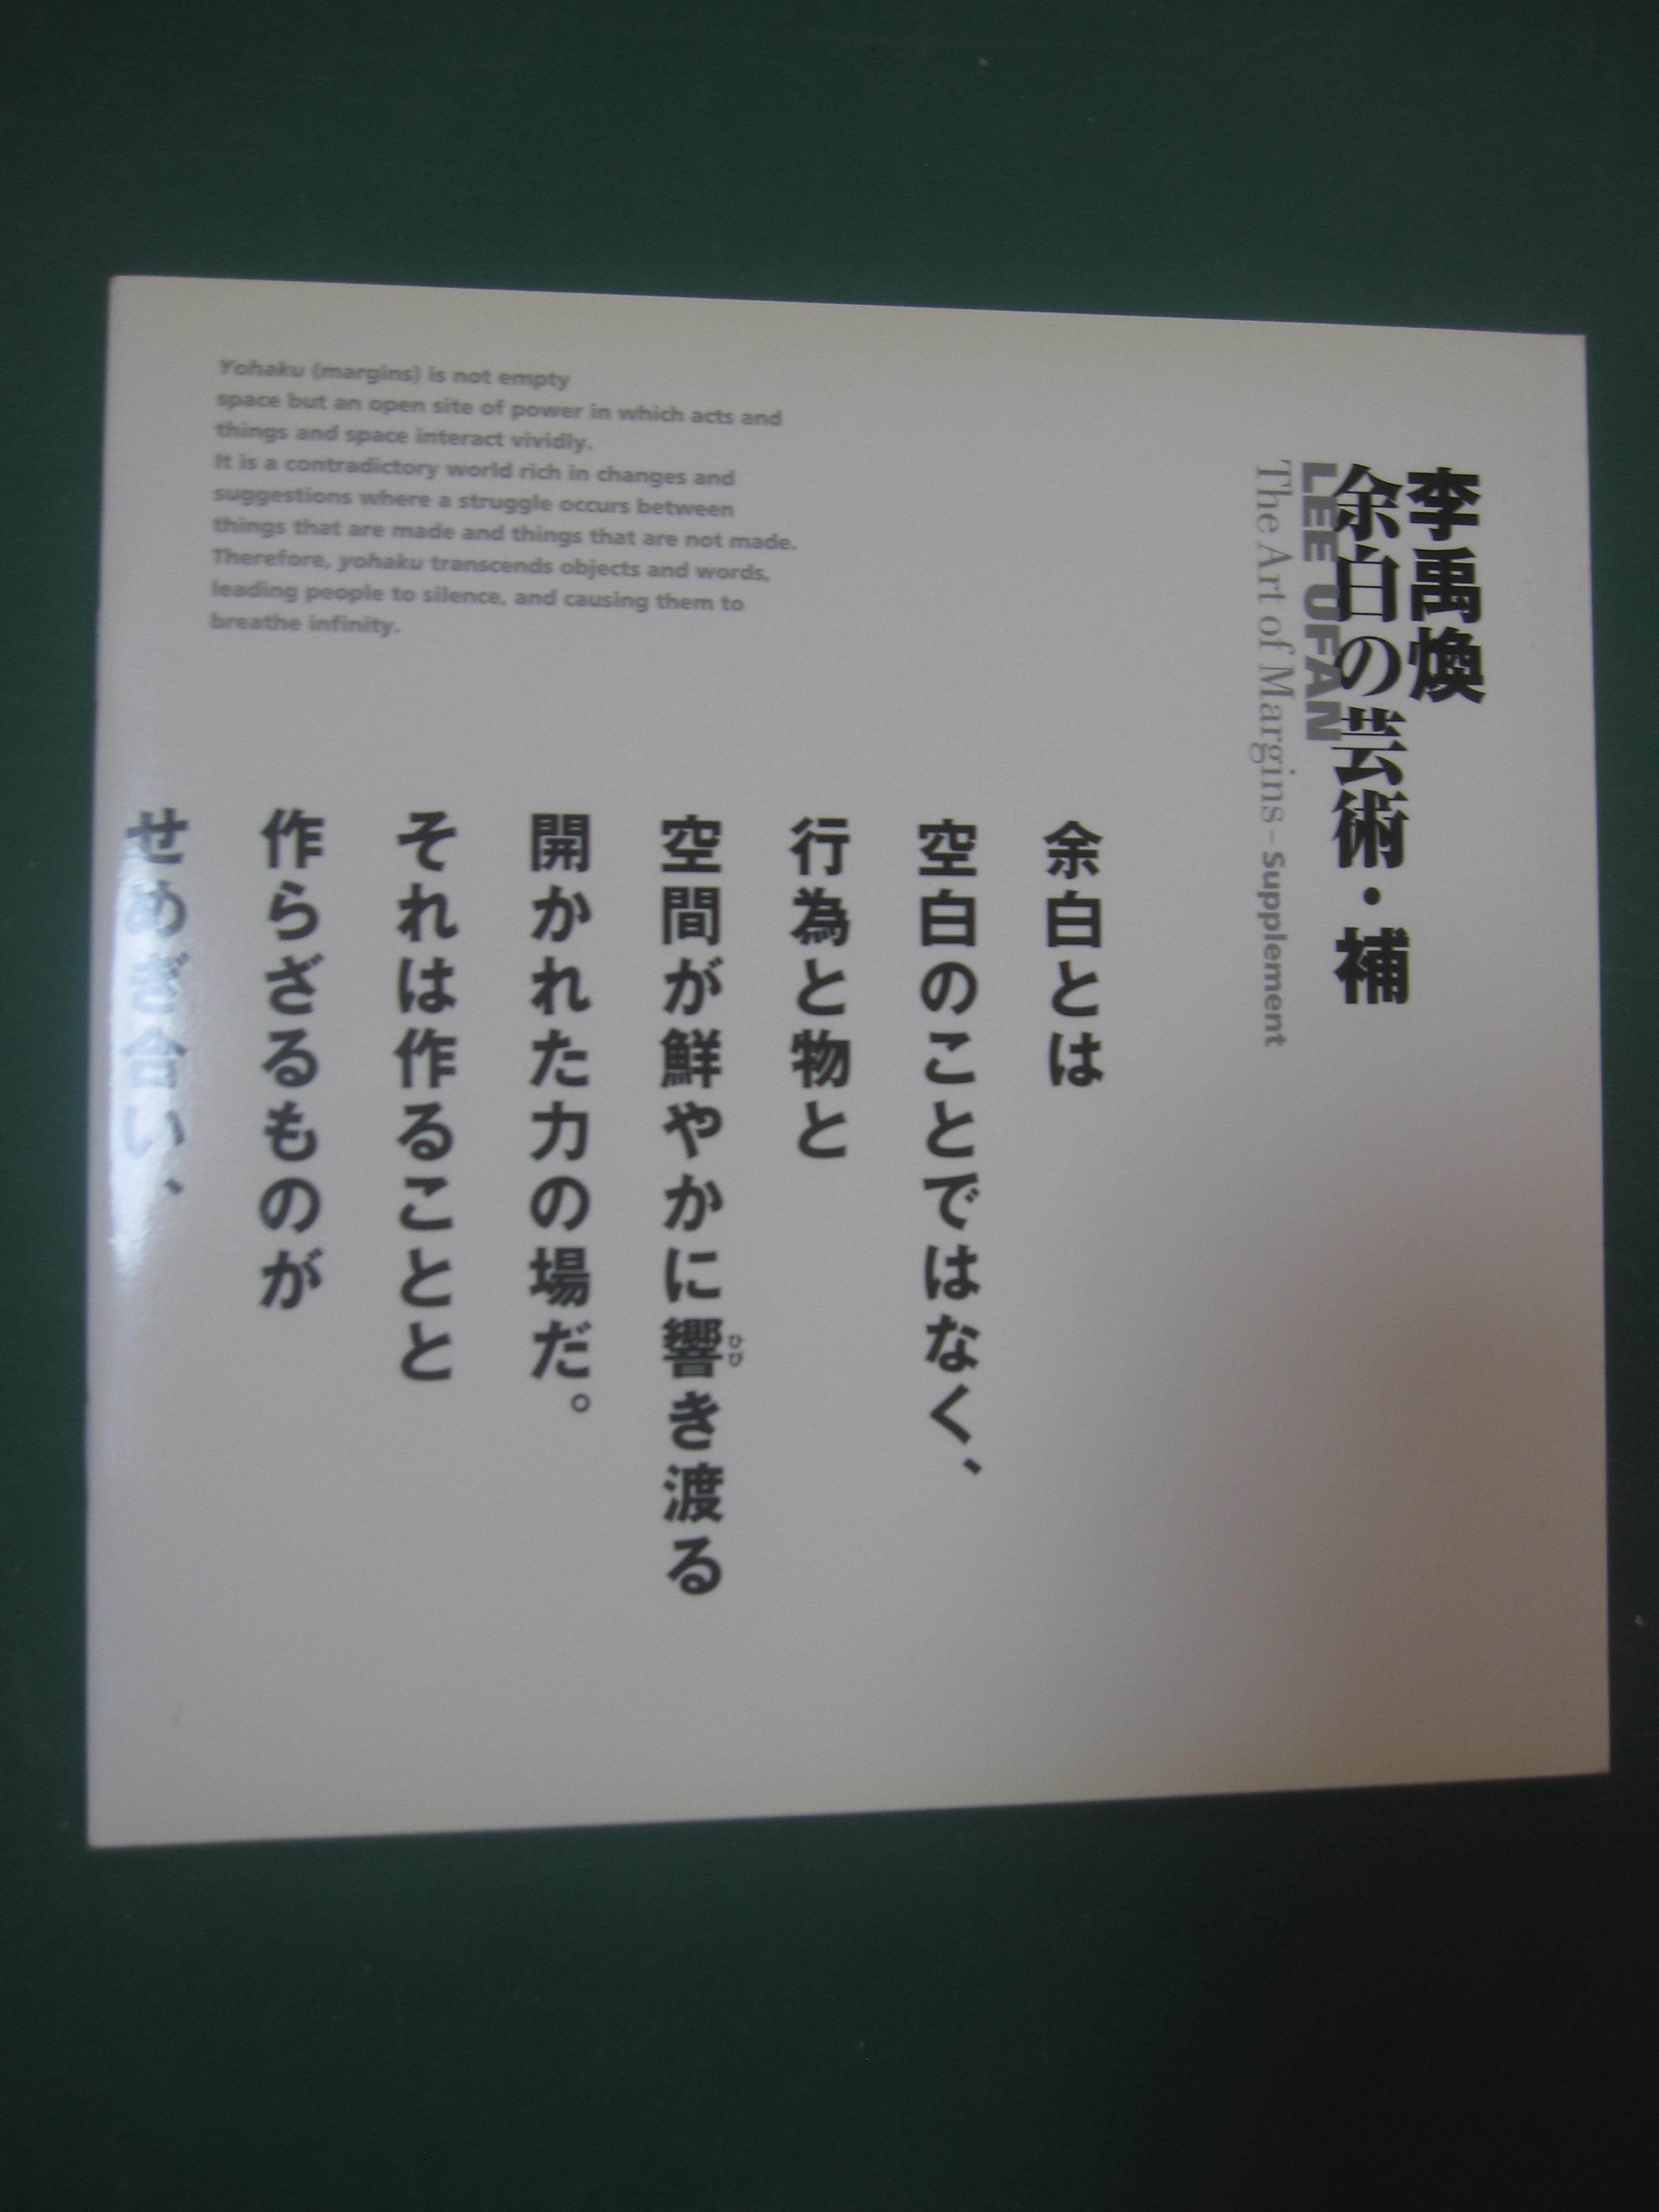 李禹煥
余白の芸術・補
LEE UFAN
The Art of Margins – Supplement
余白とは
空白のことではなく、
行為と物と
空間が鮮やかに響き渡る
ひび
開かれた力の場だ。
それは作ることと
作らざるものが
せめぎ合い、
Yohaku (margins) is not empty
space but an open site of power in which acts and
things and space interact vividly.
It is a contradictory world rich in changes and
suggestions where a struggle occurs between
things that are made and things that are not made.
Therefore, yohaku transcends objects and words,
leading people to silence, and causing them to
breathe infinity.